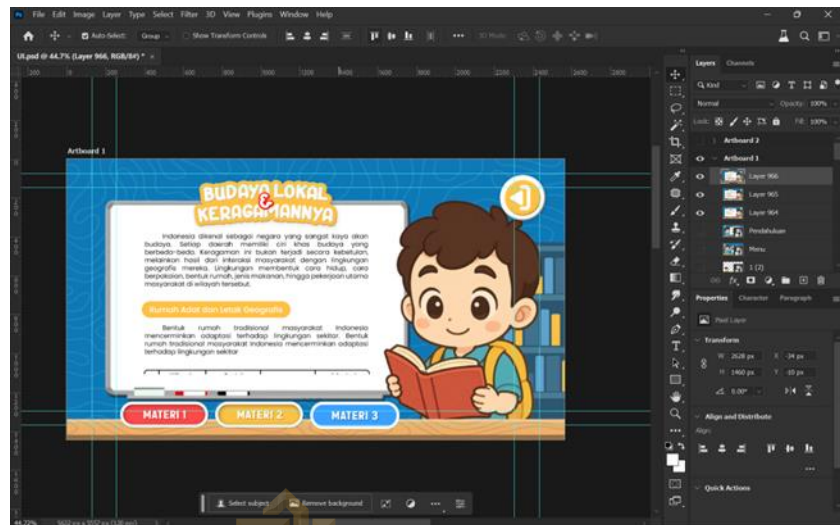 File Edit Image Layer Type Select Filter 3D View Plugins Window Help
Auto-Select: Group Show Transform Controls 3D Mode:
UI.psd @ 44.7% (Layer 966, RGB/8#) *
Artboard 1
BUDAYA LOKAL
&
KERAGAMANNYA
Indonesia dikenal sebagai negara yang sangat kaya akan
budaya. Setiap daerah memiliki ciri khas budaya yang
berbeda-beda. Keragaman ini bukan terjadi secara kebetulan,
melainkan hasil dari interaksi masyarakat dengan lingkungan
geografis mereka. Lingkungan membentuk cara hidup, cara
berpakaian, bentuk rumah, jenis makanan, hingga pekerjaan utama
masyarakat di wilayah tersebut.
Rumah Adat dan Letak Geografis
Bentuk rumah tradisional masyarakat Indonesia
mencerminkan adaptasi terhadap lingkungan sekitar. Bentuk
rumah tradisional masyarakat Indonesia mencerminkan adaptasi
terhadap lingkungan sekitar
MATERI 1
MATERI 2
MATERI 3
Select subject Remove background
44.72%
Layers Channels
Kind
Normal Opacity: 100%
Lock: Fill: 100%
Artboard 2
Artboard 1
Layer 966
Layer 965
Layer 964
Pendahuluan
Menu
1 (2)
Properties Character Paragraph
Pixel Layer
Transform
W 2628 px X -34 px
H 1460 px Y -10 px
0.00°
Align and Distribute
Align:
Quick Actions